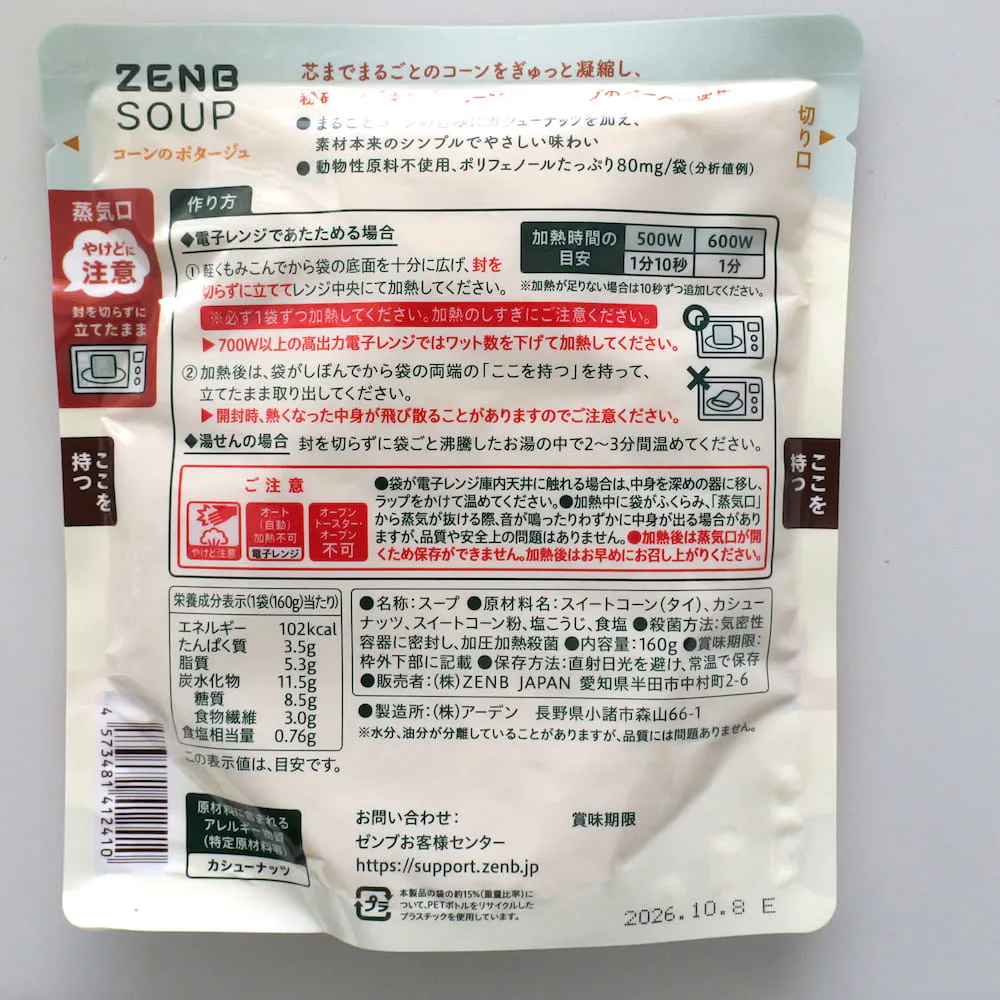 ZENB
SOUP
コーンのポタージュ
芯までまるごとのコーンをぎゅっと凝縮し、
●まるごとコーンの甘みにカシューナッツを加え、
素材本来のシンプルでやさしい味わい
●動物性原料不使用、ポリフェノールたっぷり80mg/袋(分析値例)
切り口
蒸気口
やけどに
注意
封を切らずに
立てたまま
作り方
◆電子レンジであたためる場合
加熱時間の目安
500W 600W
1分10秒 1分
※加熱が足りない場合は10秒ずつ追加してください。
①軽くもみこんでから袋の底面を十分に広げ、封を
切らずに立ててレンジ中央にて加熱してください。
※必ず1袋ずつ加熱してください。加熱のしすぎにご注意ください。
▶700W以上の高出力電子レンジではワット数を下げて加熱してください。
②加熱後は、袋がしぼんでから袋の両端の「ここを持つ」を持って、
立てたまま取り出してください。
▶開封時、熱くなった中身が飛び散ることがありますのでご注意ください。
◆湯せんの場合 封を切らずに袋ごと沸騰したお湯の中で2〜3分間温めてください。
ここを
持つ
ここを
持つ
ご注意
やけど注意
オート
(自動)
加熱不可
電子レンジ
オーブン
トースター・
オーブン
不可
●袋が電子レンジ庫内天井に触れる場合は、中身を深めの器に移し、
ラップをかけて温めてください。●加熱中に袋がふくらみ、「蒸気口」
から蒸気が抜ける際、音が鳴ったりわずかに中身が出る場合があり
ますが、品質や安全上の問題はありません。●加熱後は蒸気口が開
くため保存ができません。加熱後はお早めにお召し上がりください。
栄養成分表示(1袋(160g)当たり)
エネルギー 102kcal
たんぱく質 3.5g
脂質 5.3g
炭水化物 11.5g
糖質 8.5g
食物繊維 3.0g
食塩相当量 0.76g
この表示値は、目安です。
●名称：スープ ●原材料名：スイートコーン(タイ)、カシュー
ナッツ、スイートコーン粉、塩こうじ、食塩 ●殺菌方法：気密性
容器に密封し、加圧加熱殺菌 ●内容量：160g ●賞味期限：
枠外下部に記載 ●保存方法：直射日光を避け、常温で保存
●販売者：(株)ZENB JAPAN 愛知県半田市中村町2-6
●製造所：(株)アーデン 長野県小諸市森山66-1
※水分、油分が分離していることがありますが、品質には問題ありません。
4573481412410
原材料に含まれる
アレルギー物質
(特定原材料等)
カシューナッツ
お問い合わせ：
ゼンブお客様センター
https://support.zenb.jp
賞味期限
プラ
本製品の袋の約15%(重量比率)に
ついて、PETボトルをリサイクルした
プラスチックを使用しています。
2026.10.8 E